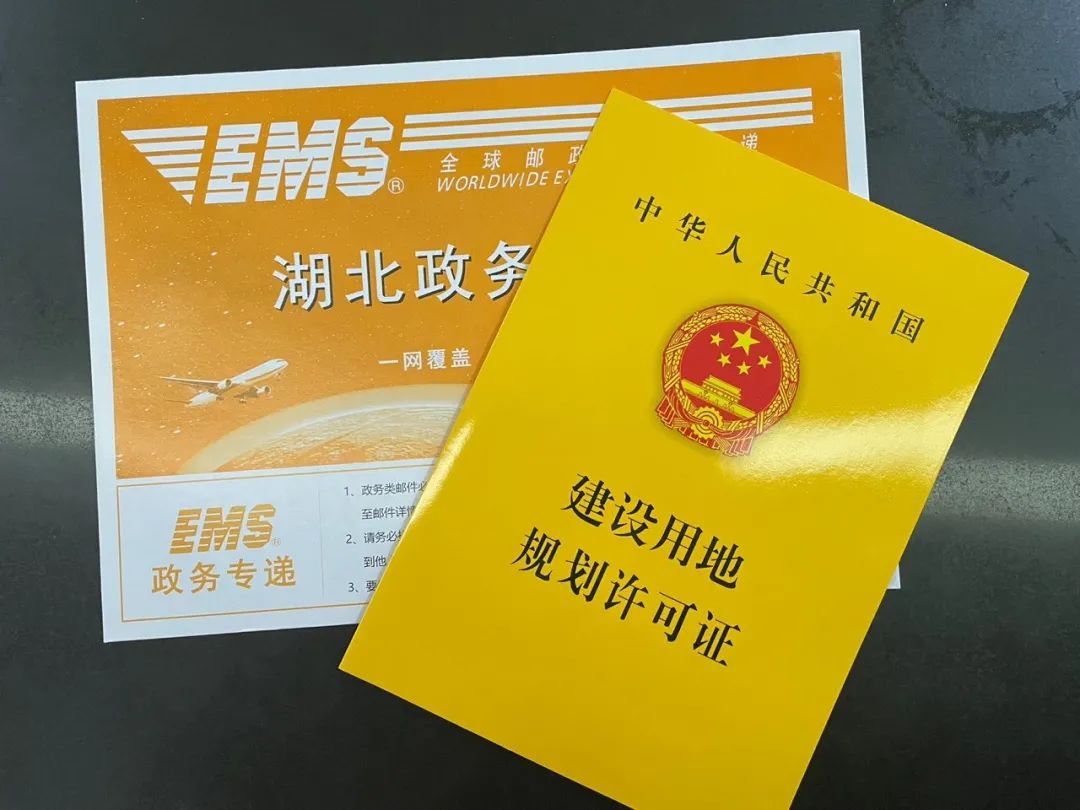 EMS®
全球邮政
WORLDWIDE
湖北政务
一网覆盖
EMS®
政务专递
1、政务类邮件
至邮件详情
2、请务必
到他
3、要
中华人民共和国
建设用地
规划许可证